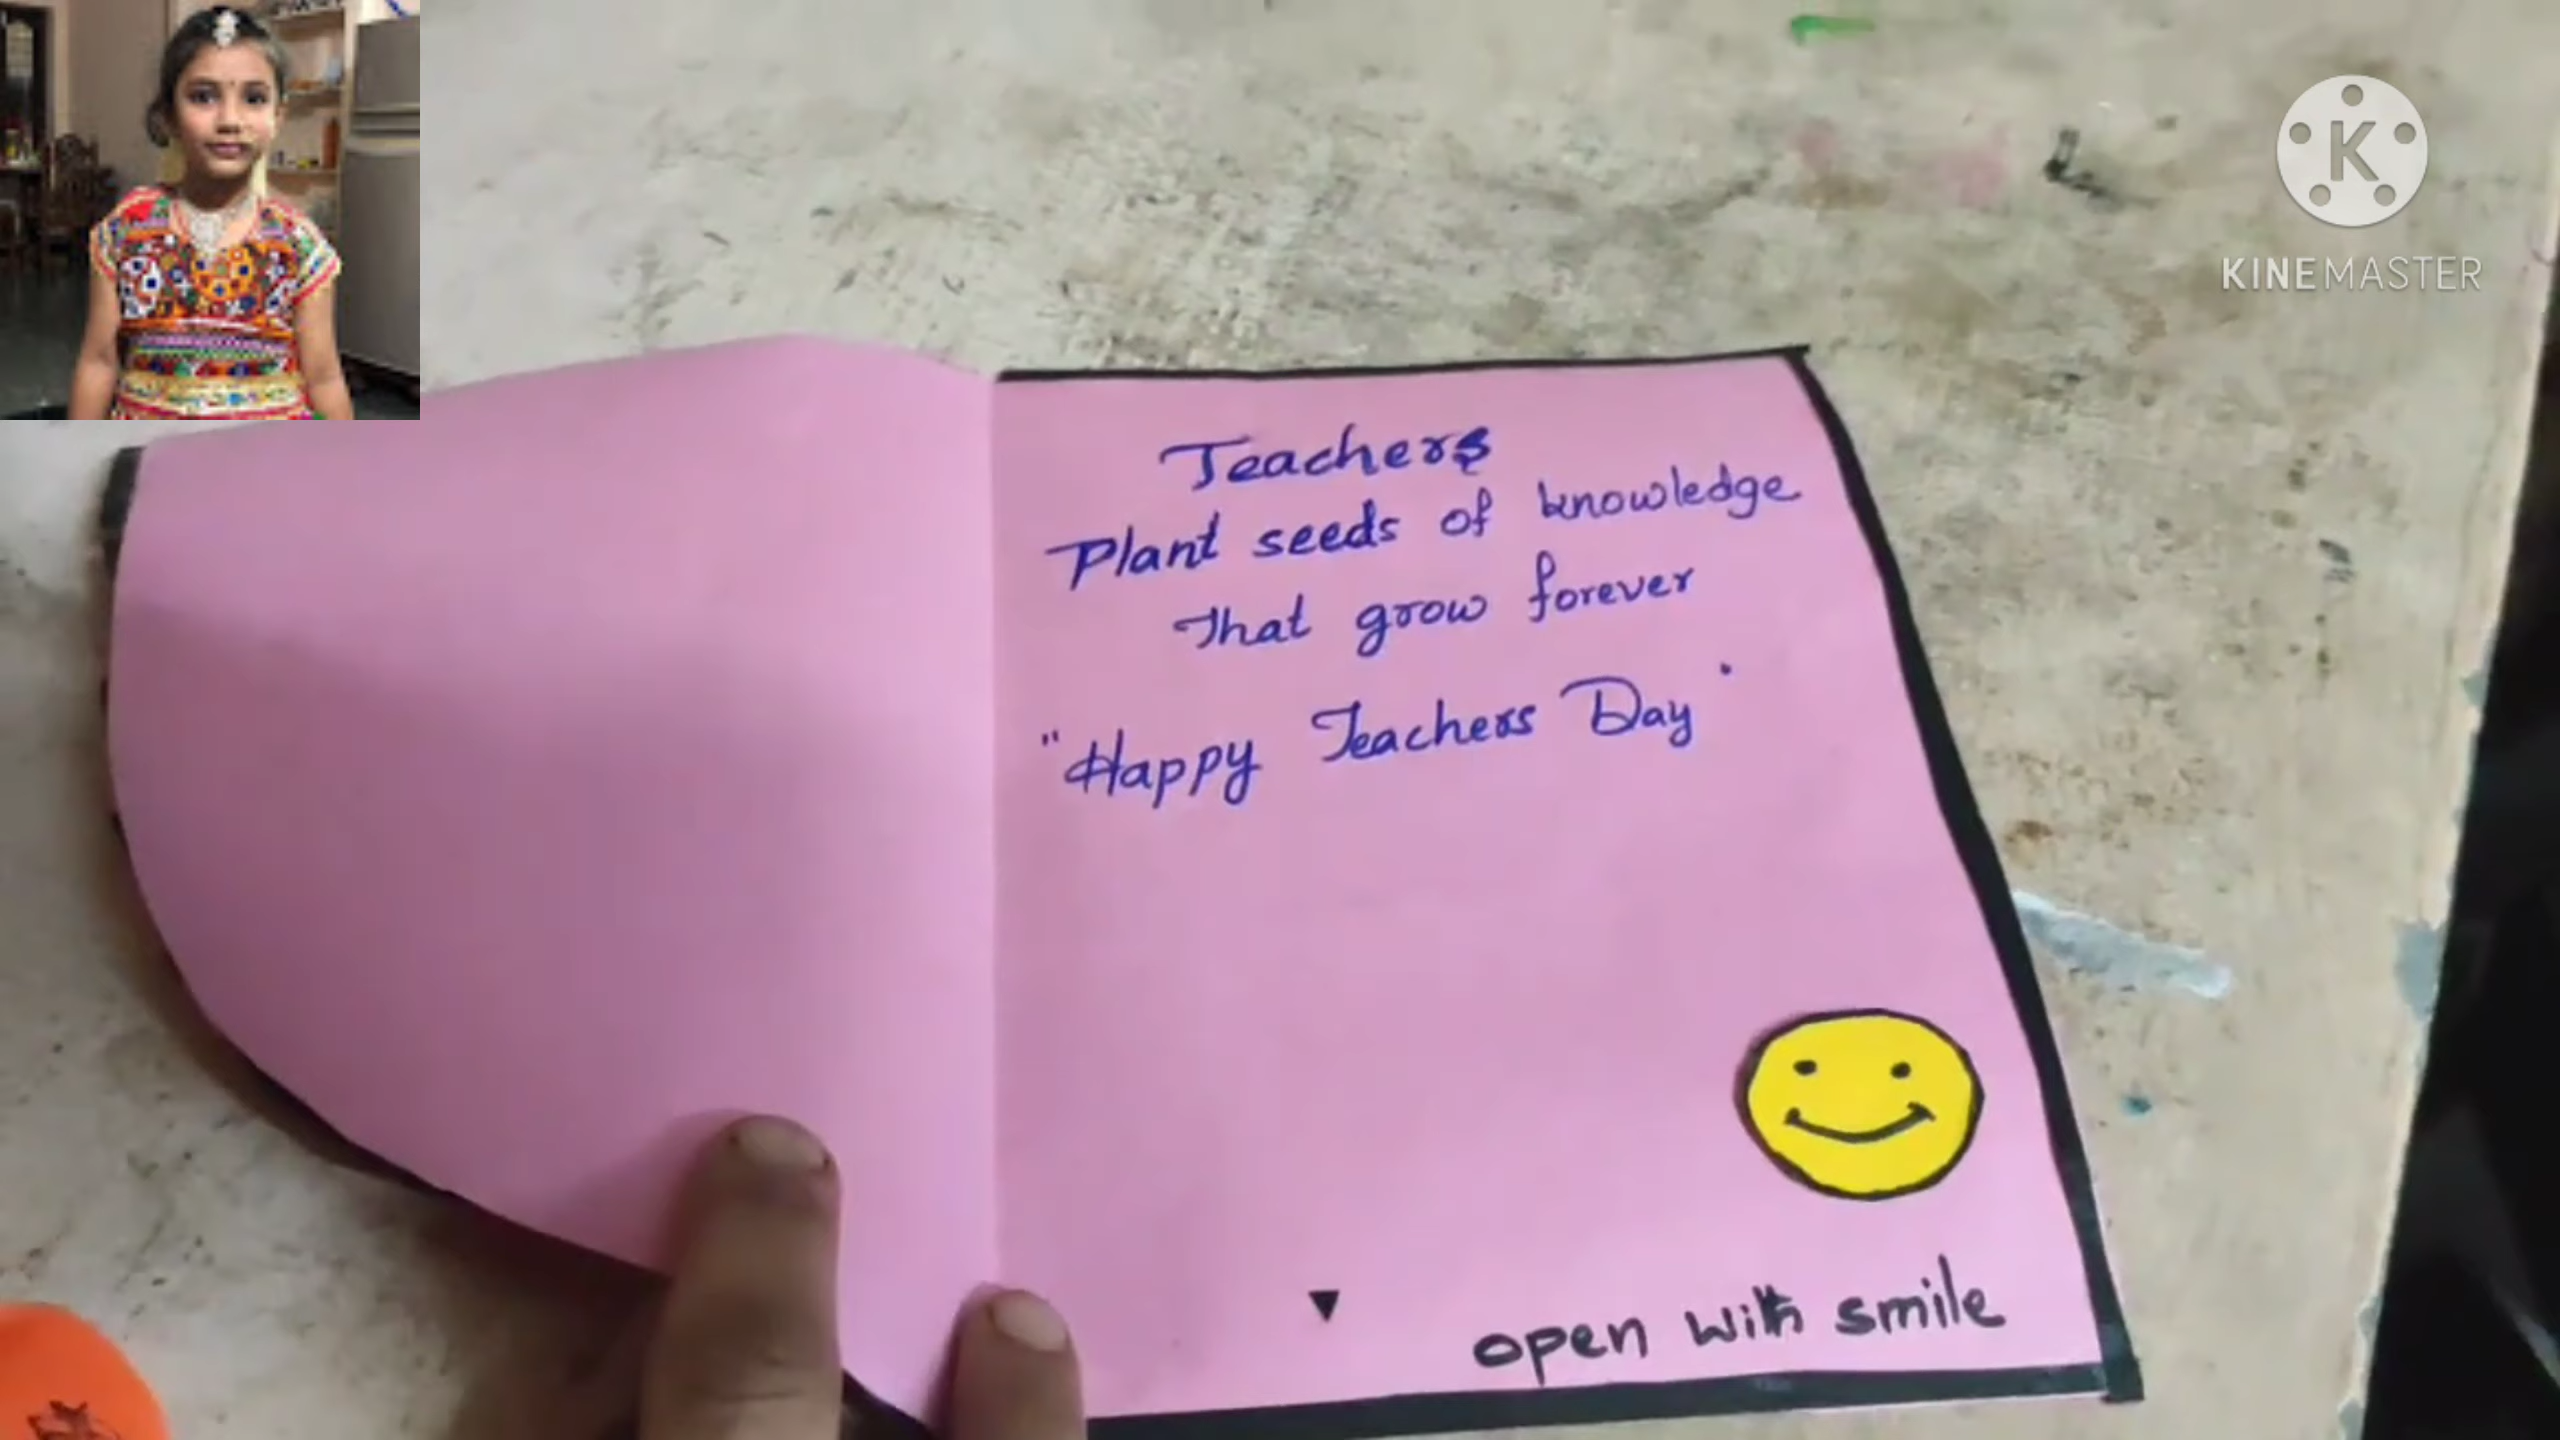 Teachers
Plant seeds of knowledge
That grow forever
"Happy Teachers Day"
open with smile
KINEMASTER